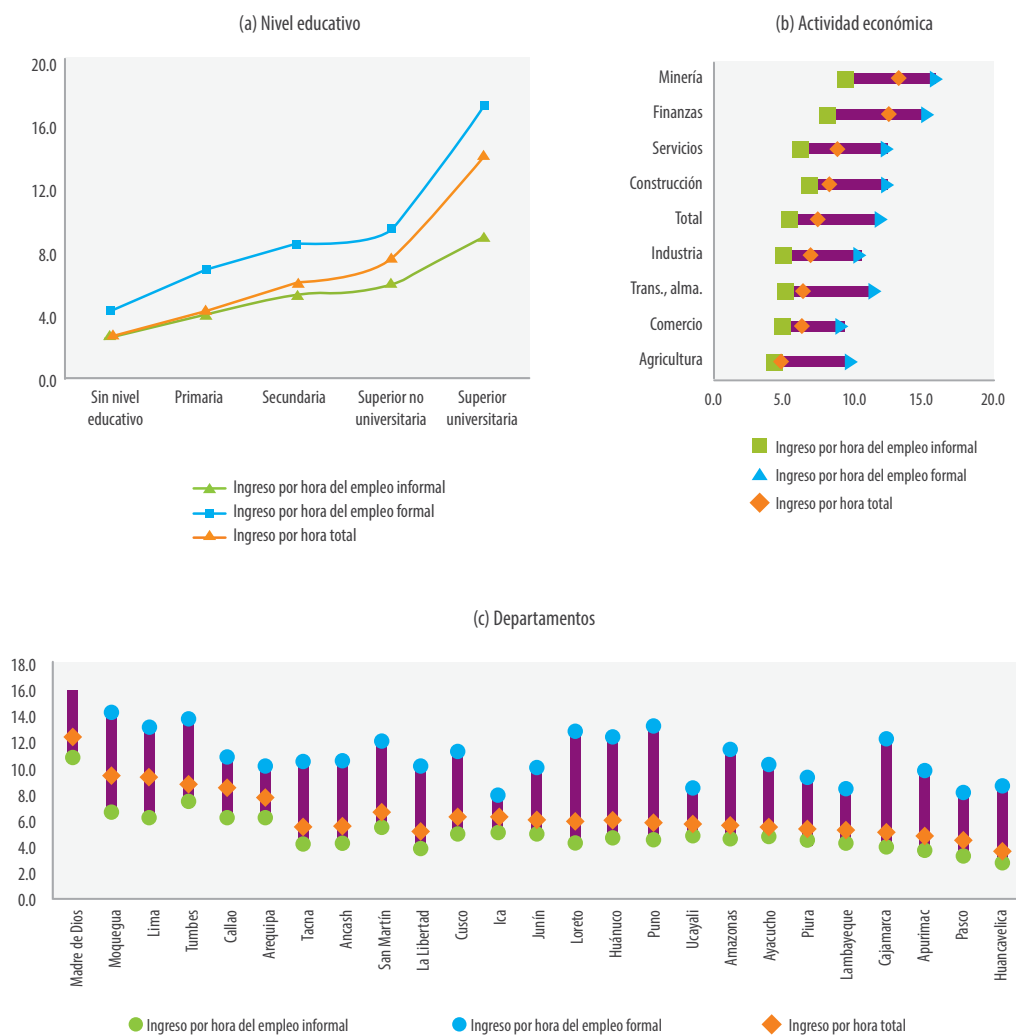 (a) Nivel educativo
20.0
16.0
12.0
8.0
4.0
0.0
Sin nivel educativo
Primaria
Secundaria
Superior no universitaria
Superior universitaria
Ingreso por hora del empleo informal
Ingreso por hora del empleo formal
Ingreso por hora total
(b) Actividad económica
Minería
Finanzas
Servicios
Construcción
Total
Industria
Trans., alma.
Comercio
Agricultura
0.0 5.0 10.0 15.0 20.0
Ingreso por hora del empleo informal
Ingreso por hora del empleo formal
Ingreso por hora total
(c) Departamentos
18.0
16.0
14.0
12.0
10.0
8.0
6.0
4.0
2.0
0.0
Madre de Dios
Moquegua
Lima
Tumbes
Callao
Arequipa
Tacna
Ancash
San Martín
La Libertad
Cusco
Ica
Junín
Loreto
Huánuco
Puno
Ucayali
Amazonas
Ayacucho
Piura
Lambayeque
Cajamarca
Apurimac
Pasco
Huancavelica
Ingreso por hora del empleo informal
Ingreso por hora del empleo formal
Ingreso por hora total